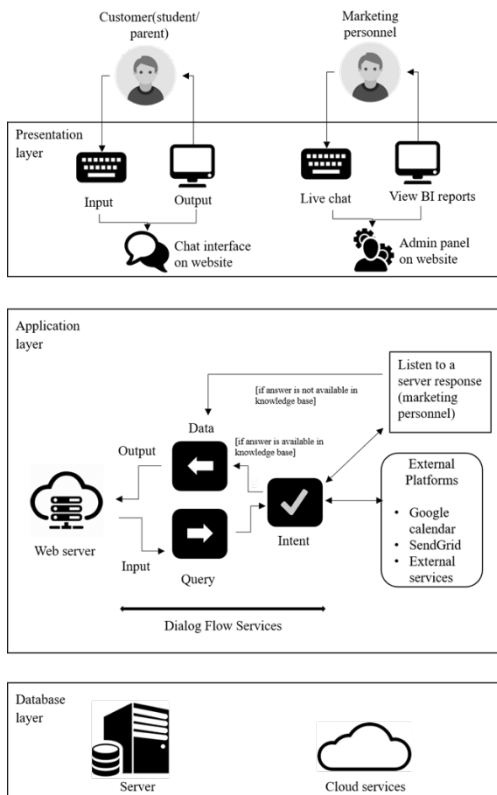 Customer(student/
parent)
Marketing
personnel
Presentation
layer
Input
Output
Live chat
View BI reports
Chat interface
on website
Admin panel
on website
Application
layer
Listen to a
server response
(marketing
personnel)
[if answer is not available in
knowledge base]
Data
[if answer is available in
knowledge base]
Output
External
Platforms
• Google
calendar
• SendGrid
• External
services
Web server
Input
Query
Intent
Dialog Flow Services
Database
layer
Server
Cloud services